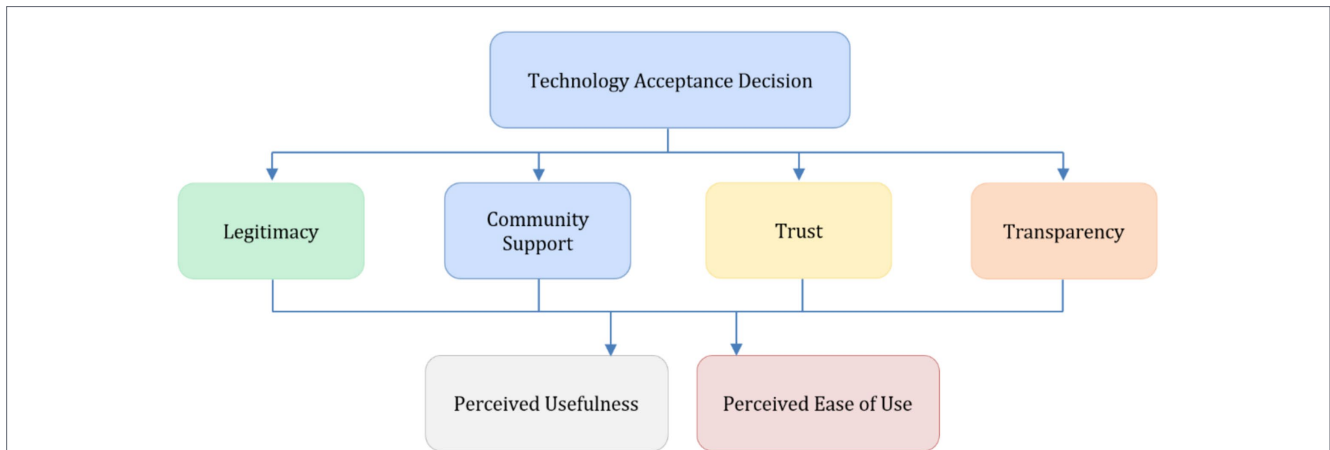 Technology Acceptance Decision
Legitimacy
Community
Support
Trust
Transparency
Perceived Usefulness
Perceived Ease of Use